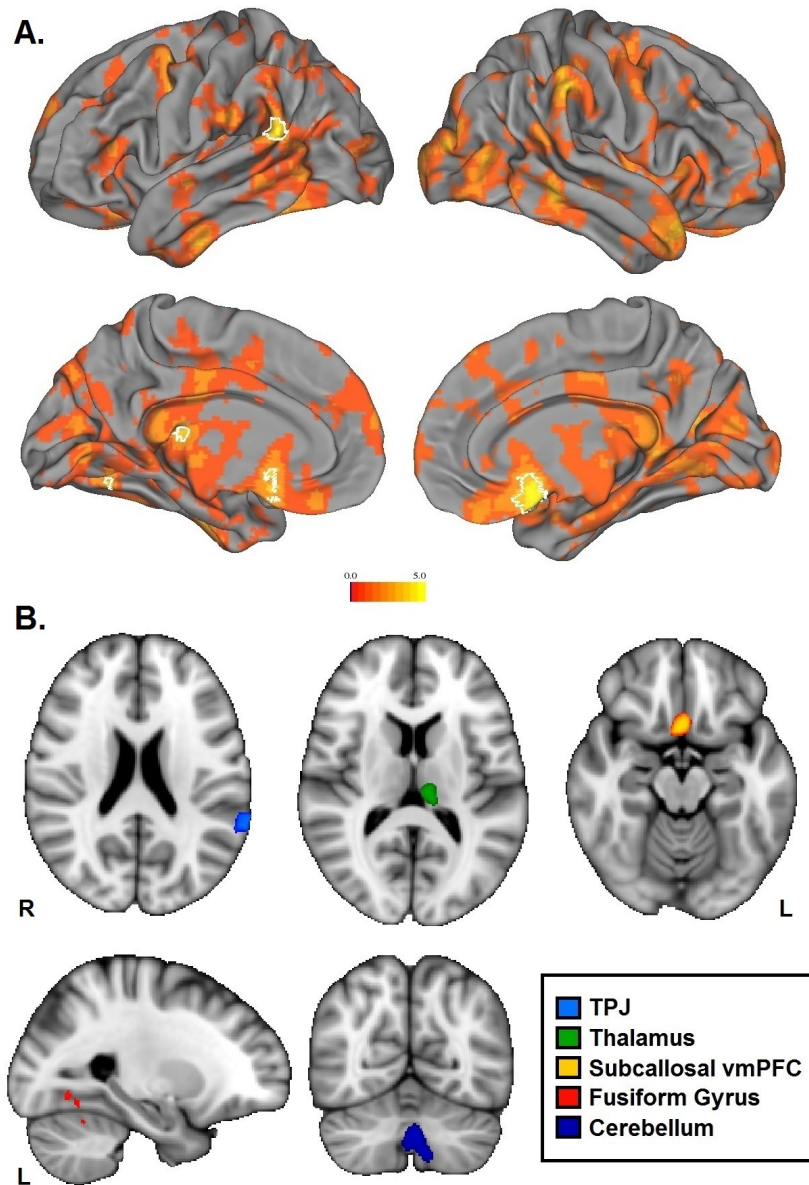 A.
0.0 5.0
B.
R
L
L
TPJ
Thalamus
Subcallosal vmPFC
Fusiform Gyrus
Cerebellum